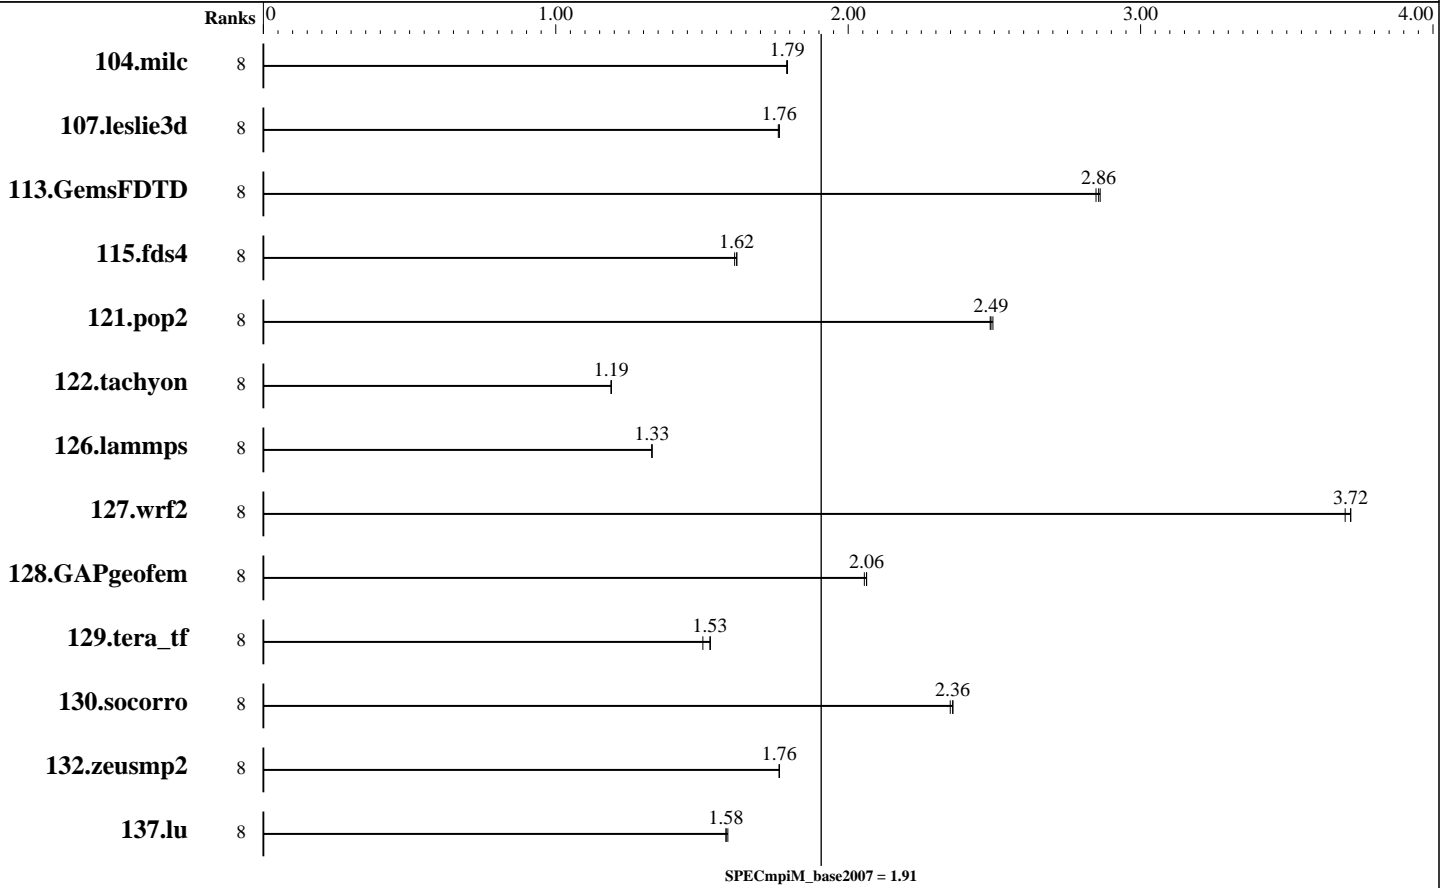 Ranks 0 1.00 2.00 3.00 4.00
104.milc 8 1.79
107.leslie3d 8 1.76
113.GemsFDTD 8 2.86
115.fds4 8 1.62
121.pop2 8 2.49
122.tachyon 8 1.19
126.lammps 8 1.33
127.wrf2 8 3.72
128.GAPgeofem 8 2.06
129.tera_tf 8 1.53
130.socorro 8 2.36
132.zeusmp2 8 1.76
137.lu 8 1.58
SPECmpiM_base2007 = 1.91